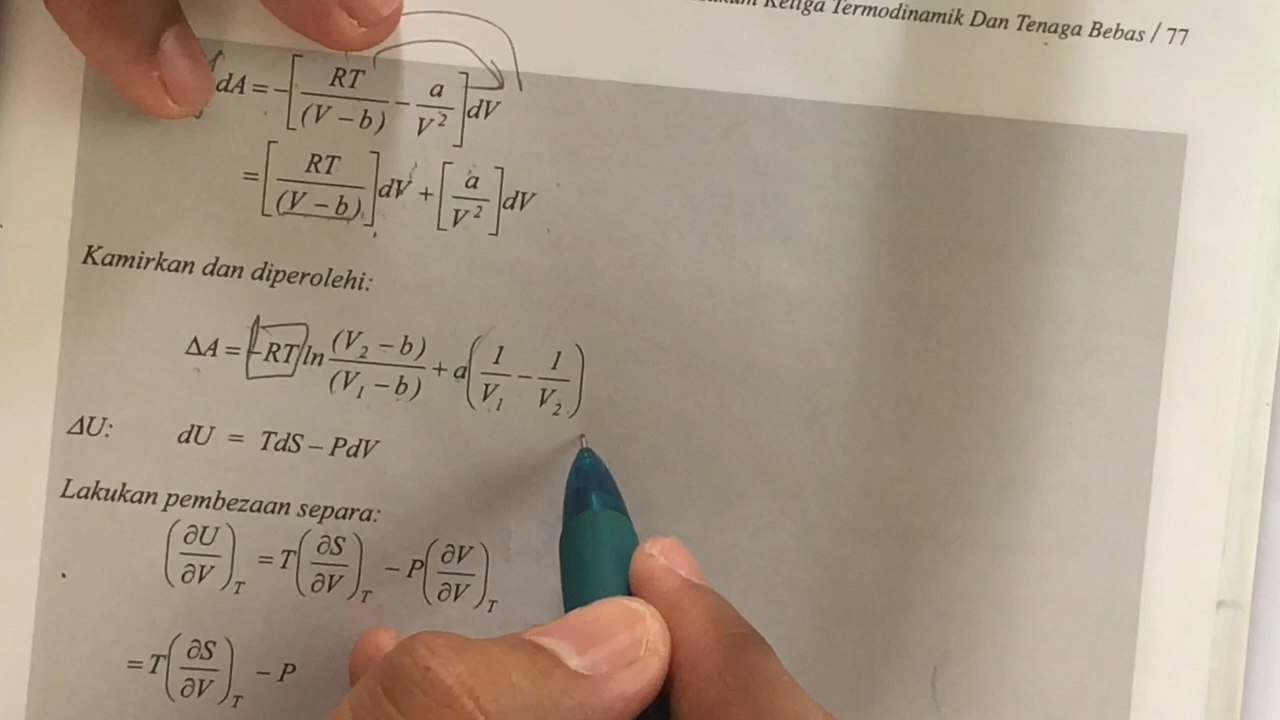 Ketiga Termodinamik Dan Tenaga Bebas / 77
dA = -[RT/(V – b) – a/V²]dV
= [RT/(V – b)]dV + [a/V²]dV
Kamirkan dan diperolehi:
ΔA = –RT ln (V₂ – b)/(V₁ – b) + a(1/V₁ – 1/V₂)
ΔU: dU = TdS – PdV
Lakukan pembezaan separa:
(∂U/∂V)_T = T(∂S/∂V)_T – P(∂V/∂V)_T
= T(∂S/∂V)_T – P